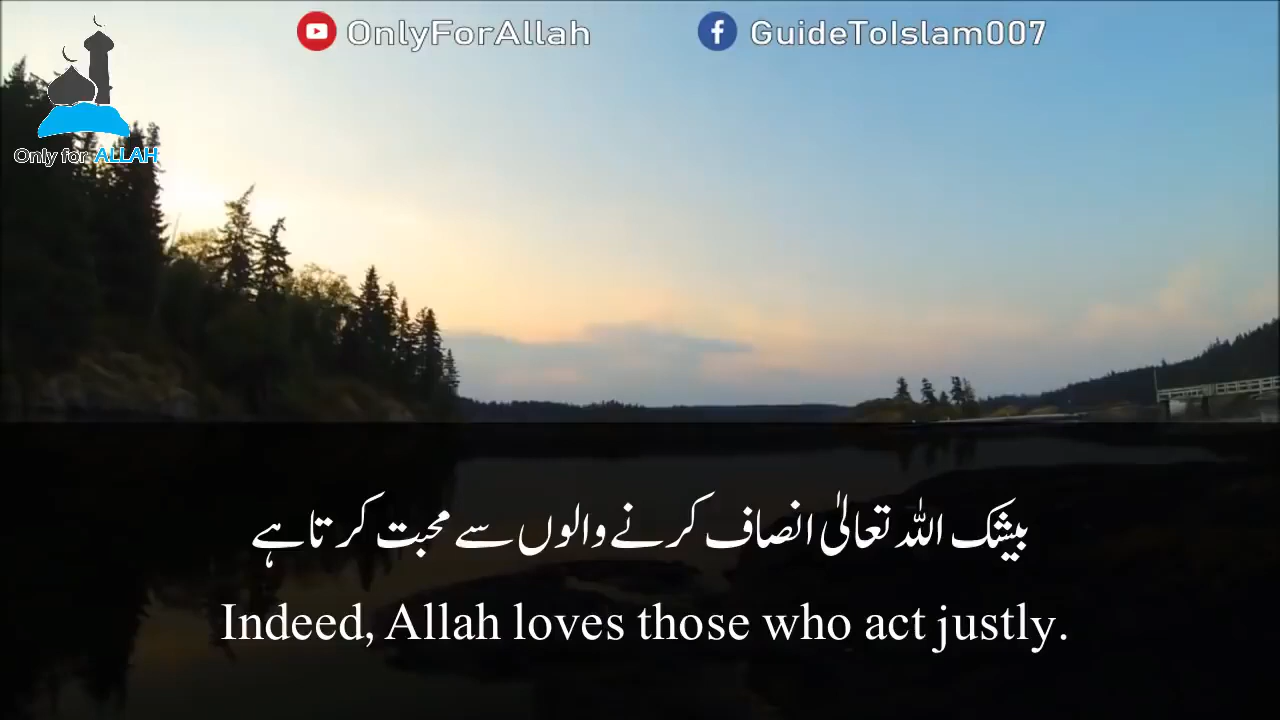 OnlyForAllah
GuideToIslam007
Only for ALLAH
بیشک اللہ تعالیٰ انصاف کرنے والوں سے محبت کرتا ہے
Indeed, Allah loves those who act justly.